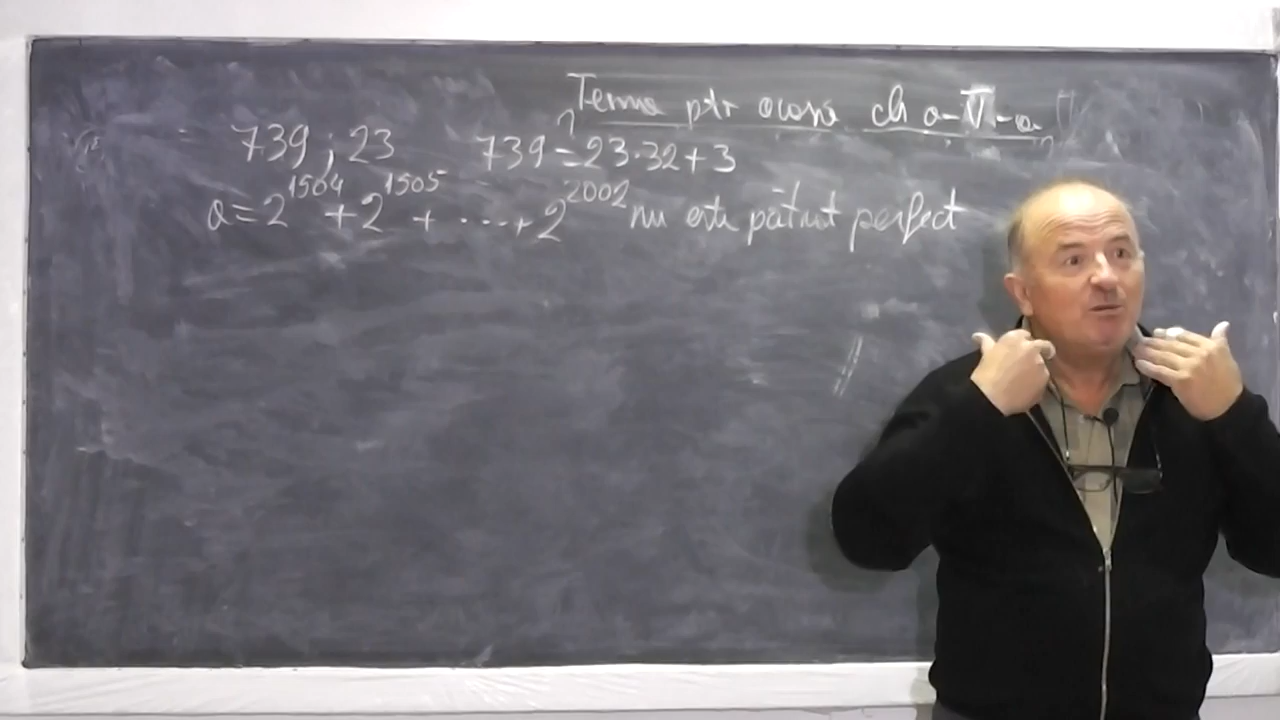 Tema ptr acasă cls a-V-a
739 ; 23 739 = 23·32+3
a=2^1504+2^1505+ ....+2^2002 nu este pătrat perfect